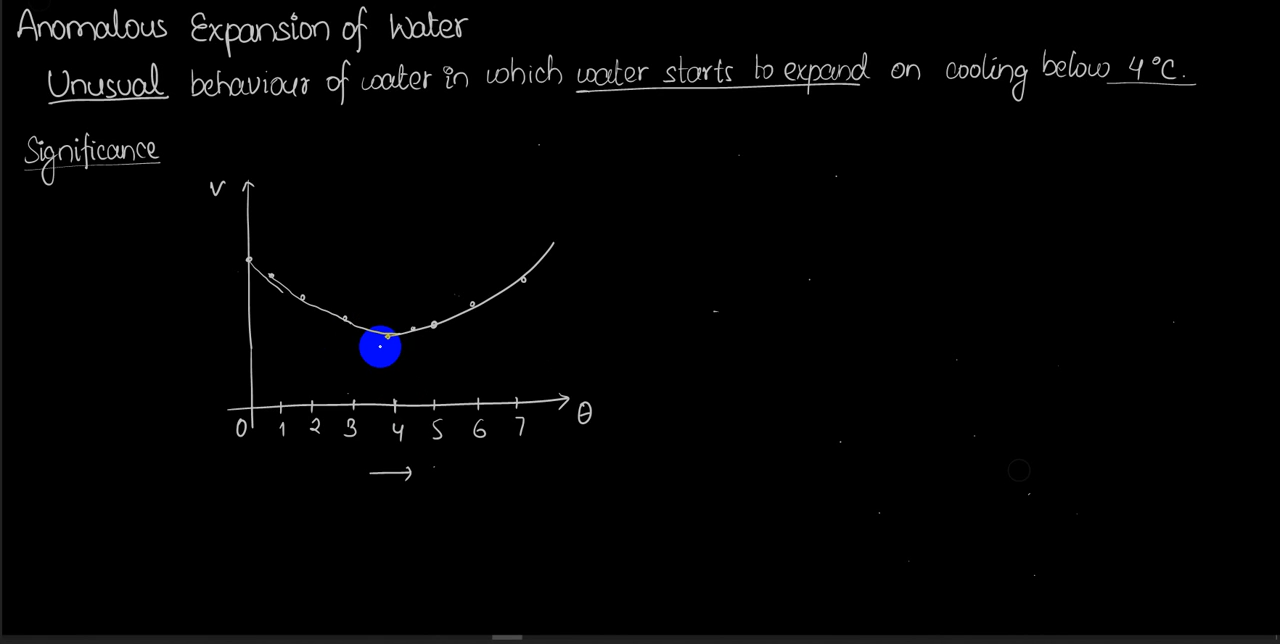 Anomalous Expansion of Water
Unusual behaviour of water in which water starts to expand on cooling below 4°C.
Significance
V
0 1 2 3 4 5 6 7 θ